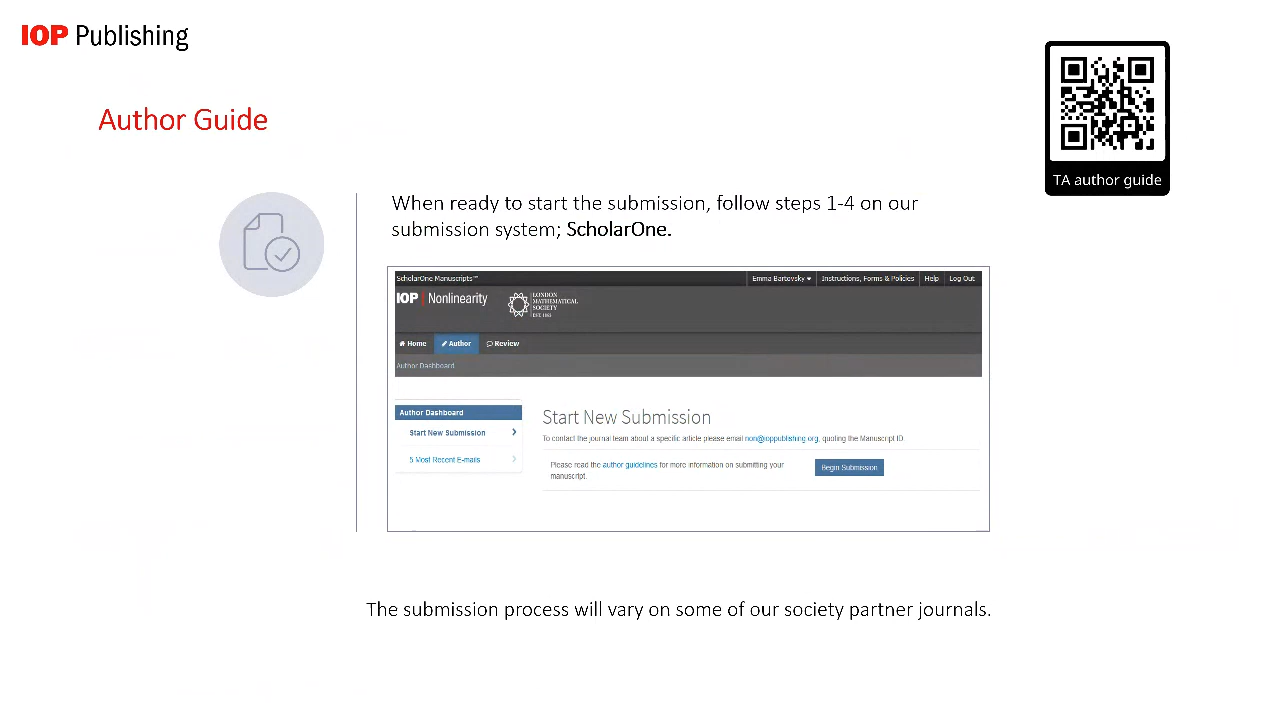 IOP Publishing
TA author guide
Author Guide
When ready to start the submission, follow steps 1-4 on our
submission system; ScholarOne.
ScholarOne Manuscripts™
Emma Bartovsky Instructions, Forms & Policies Help Log Out
IOP | Nonlinearity
LONDON
MATHEMATICAL
SOCIETY
EST. 1865
Home Author Review
Author Dashboard
Author Dashboard
Start New Submission
5 Most Recent E-mails
Start New Submission
To contact the journal team about a specific article please email non@ioppublishing.org, quoting the Manuscript ID.
Please read the author guidelines for more information on submitting your
manuscript.
Begin Submission
The submission process will vary on some of our society partner journals.